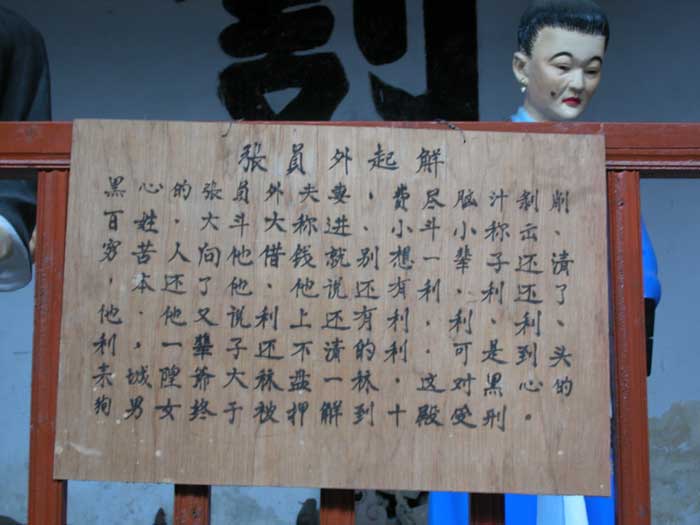 張員外起解
黑心的张員外夫妻，费尽脑汁剝削
百姓，大斗大称進，小斗小称出、
穷苦人向他借钱就别想一辈子还清
，本还了他、他说还有利，利还了、
他．他又说利上还有利．利、利
利，一辈子还不清的利．可是到头
来，城隍爷大秤盘一秤，这对黑心的
狗男女终于被押解到十殿受刑。